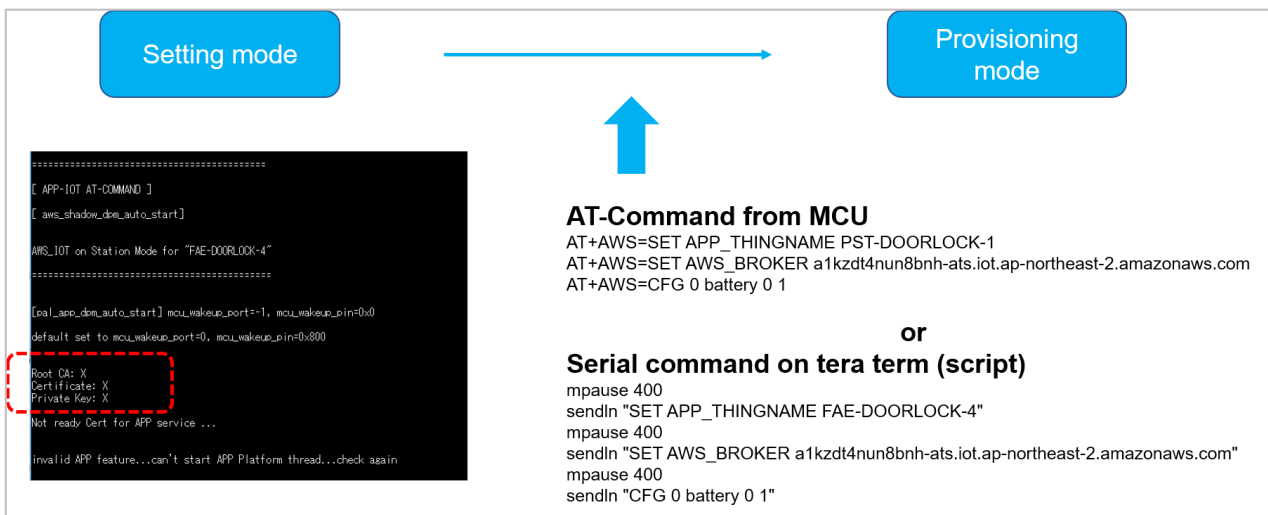 Setting mode
Provisioning
mode
============================================
[ APP-IOT AT-COMMAND ]
[ aws_shadow_dpm_auto_start]
AWS_IOT on Station Mode for "FAE-DOORLOCK-4"
============================================
[pal_app_dpm_auto_start] mcu_wakeup_port=-1, mcu_wakeup_pin=0x0
default set to mcu_wakeup_port=0, mcu_wakeup_pin=0x800
Root CA: X
Certificate: X
Private Key: X
Not ready Cert for APP service ...
invalid APP feature...can't start APP Platform thread...check again
AT-Command from MCU
AT+AWS=SET APP_THINGNAME PST-DOORLOCK-1
AT+AWS=SET AWS_BROKER a1kzdt4nun8bnh-ats.iot.ap-northeast-2.amazonaws.com
AT+AWS=CFG 0 battery 0 1
or
Serial command on tera term (script)
mpause 400
sendln "SET APP_THINGNAME FAE-DOORLOCK-4"
mpause 400
sendln "SET AWS_BROKER a1kzdt4nun8bnh-ats.iot.ap-northeast-2.amazonaws.com"
mpause 400
sendln "CFG 0 battery 0 1"